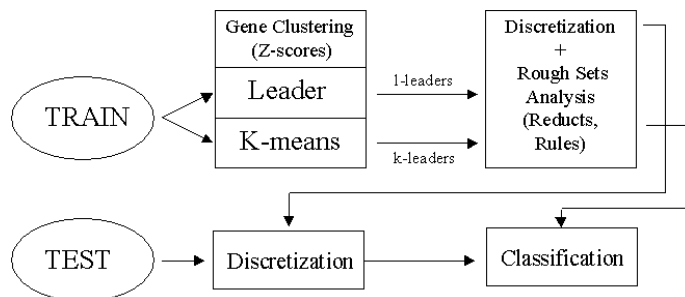 Gene Clustering
(Z-scores)
Discretization
+
Rough Sets
Analysis
(Reducts,
Rules)
TRAIN
Leader
K-means
l-leaders
k-leaders
TEST
Discretization
Classification